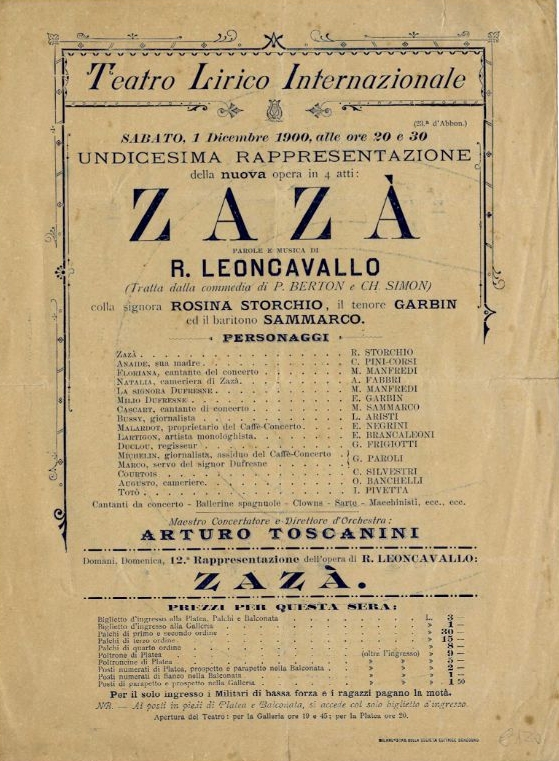 Teatro Lirico Internazionale
(23.ª d'Abbon.)
SABATO, 1 Dicembre 1900, alle ore 20 e 30
UNDICESIMA RAPPRESENTAZIONE
della nuova opera in 4 atti:
ZAZÀ
PAROLE E MUSICA DI
R. LEONCAVALLO
(Tratta dalla commedia di P. BERTON e CH. SIMON)
colla signora ROSINA STORCHIO, il tenore GARBIN
ed il baritono SAMMARCO.
PERSONAGGI
Zazà . . . R. STORCHIO
Anaide, sua madre . . . C. PINI-CORSI
Floriana, cantante del concerto . . . M. MANFREDI
Natalia, cameriera di Zazà . . . A. FABBRI
La signora Dufresne . . . M. MANFREDI
Milio Dufresne . . . E. GARBIN
Cascart, cantante di concerto . . . M. SAMMARCO
Bussy, giornalista . . . L. ARISTI
Malardot, proprietario del Caffè-Concerto . . . E. NEGRINI
Lartigon, artista monologhista . . . E. BRANCALEONI
Duclou, regisseur . . . G. FRIGIOTTI
Michelin, giornalista, assiduo del Caffè-Concerto . . . } G. PAROLI
Marco, servo del signor Dufresne
Courtois . . . C. SILVESTRI
Augusto, cameriere . . . O. BANCHELLI
Totò . . . I. PIVETTA
Cantanti da concerto - Ballerine spagnuole - Clowns - Sarte - Macchinisti, ecc., ecc.
Maestro Concertatore e Direttore d'Orchestra:
ARTURO TOSCANINI
Domani, Domenica, 12.ª Rappresentazione dell'opera di R. LEONCAVALLO:
ZAZÀ.
PREZZI PER QUESTA SERA:
Biglietto d'ingresso alla Platea, Palchi e Balconata . . . L. 3 —
Biglietto d'ingresso alla Galleria . . . » 1 —
Palchi di primo e secondo ordine . . . » 30 —
Palchi di terzo ordine . . . » 15 —
Palchi di quarto ordine . . . » 8 —
Poltrone di Platea . . . (oltre l'ingresso) » 9 —
Poltroncine di Platea . . . » » 5 —
Posti numerati di Platea, prospetto e parapetto nella Balconata . . . » » 2 —
Posti numerati di fianco nella Balconata . . . » » 1 —
Posti di parapetto e prospetto nella Galleria . . . » » 1 50
Per il solo ingresso i Militari di bassa forza e i ragazzi pagano la metà.
NB. — Ai posti in piedi di Platea e Balconata, si accede col solo biglietto d'ingresso.
Apertura del Teatro: per la Galleria ore 19 e 45; per la Platea ore 20.